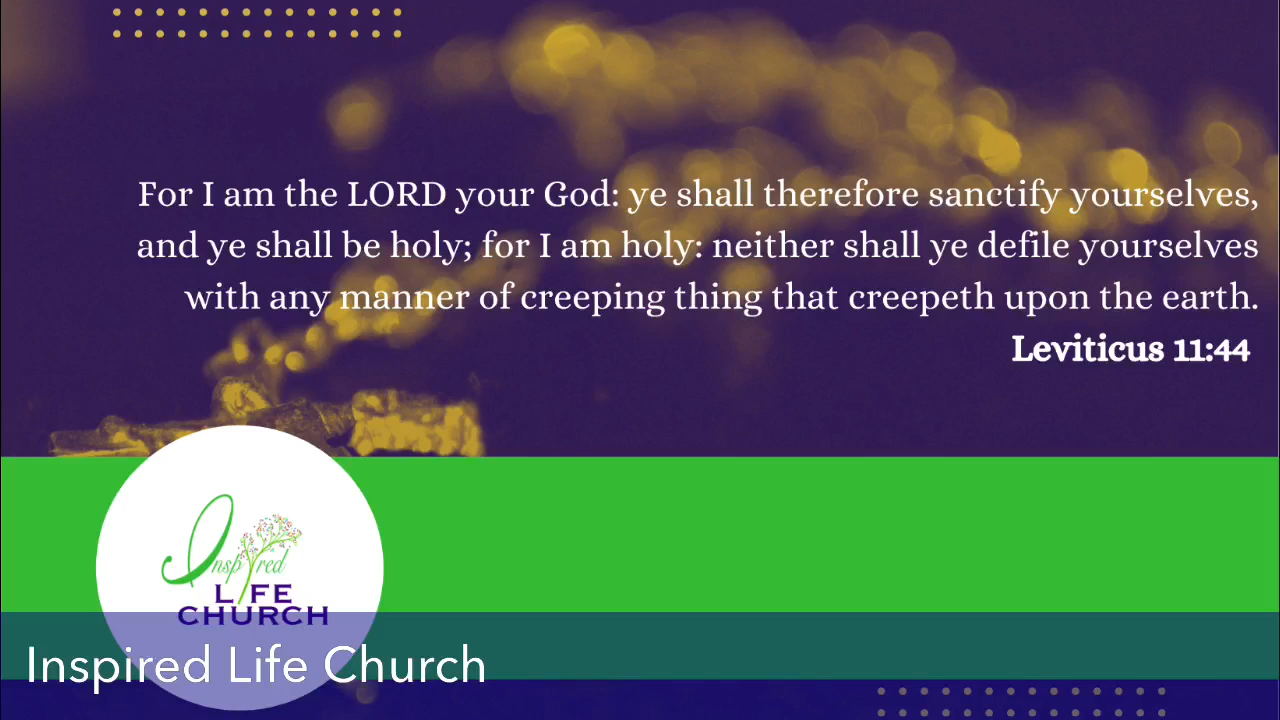 For I am the LORD your God: ye shall therefore sanctify yourselves,
and ye shall be holy; for I am holy: neither shall ye defile yourselves
with any manner of creeping thing that creepeth upon the earth.
Leviticus 11:44
Inspired
LIFE
CHURCH
Inspired Life Church